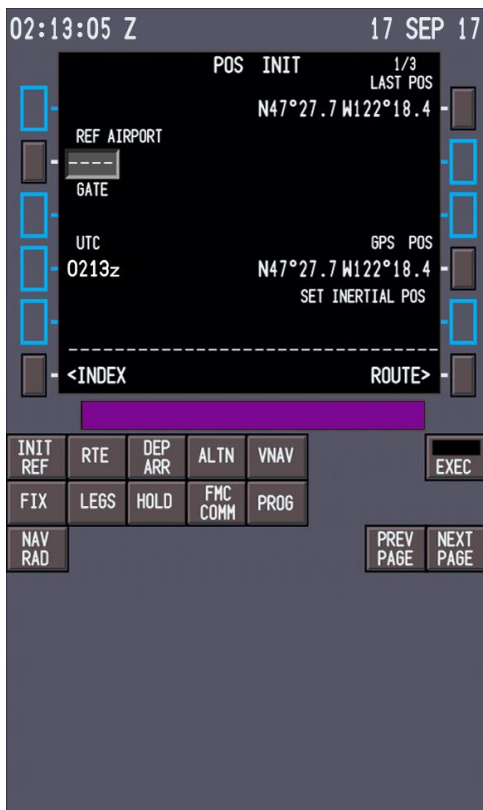 02:13:05 Z 17 SEP 17
POS INIT 1/3
LAST POS
N47°27.7 W122°18.4
REF AIRPORT
----
GATE
UTC GPS POS
0213z N47°27.7 W122°18.4
SET INERTIAL POS
<INDEX ROUTE>
INIT REF RTE DEP ARR ALTN VNAV EXEC
FIX LEGS HOLD FMC COMM PROG
NAV RAD PREV PAGE NEXT PAGE